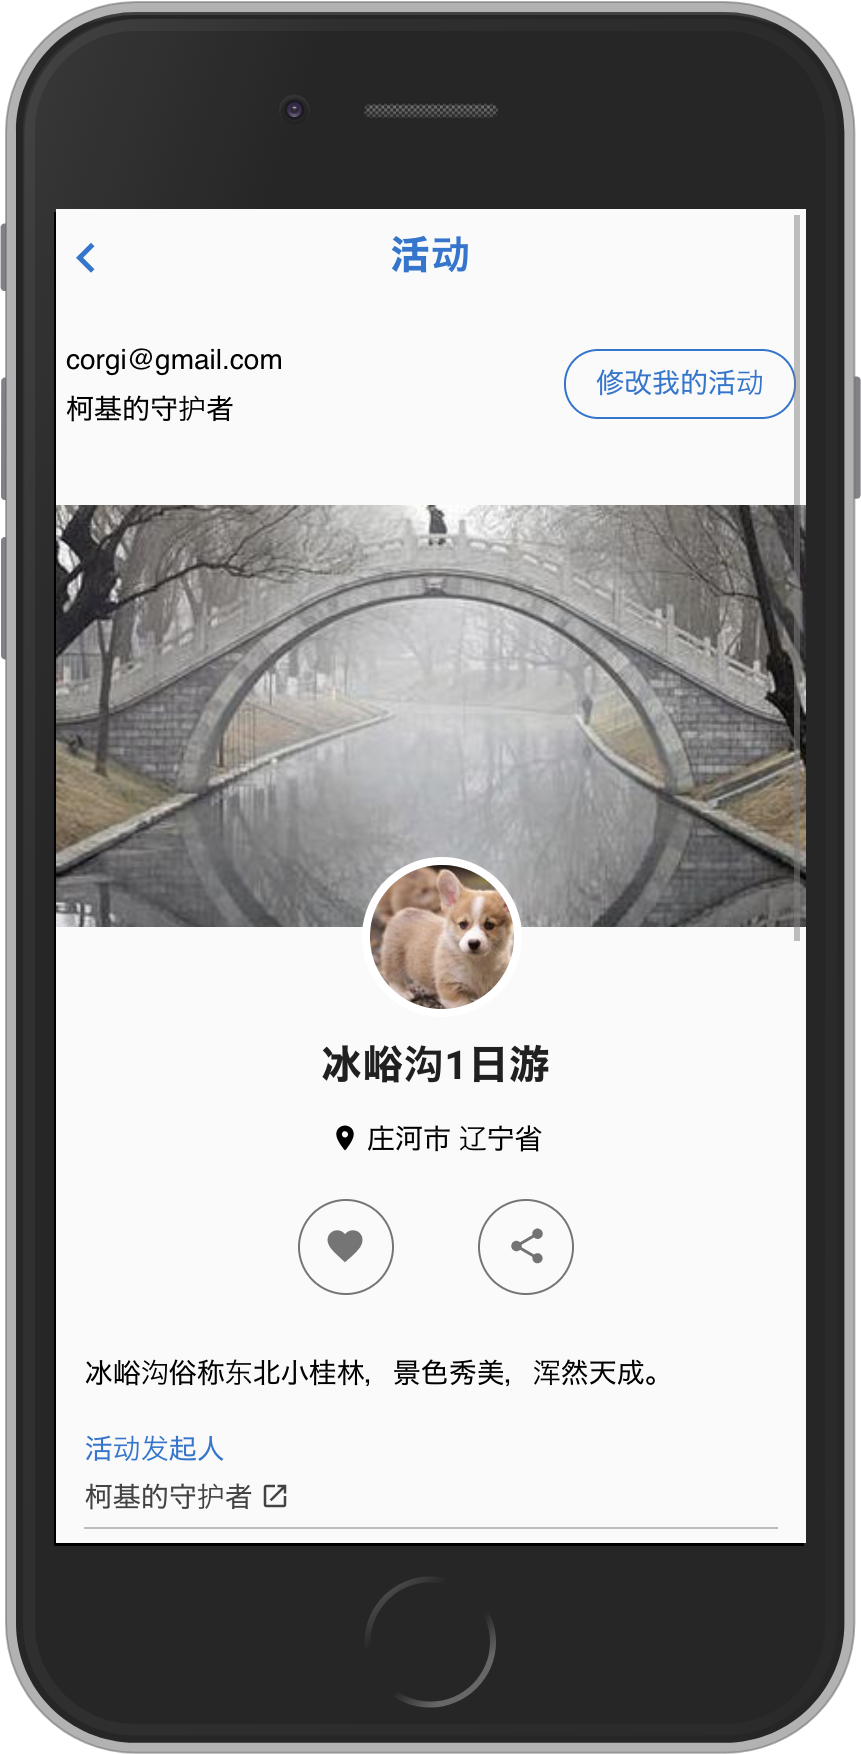 活动
corgi@gmail.com
修改我的活动
柯基的守护者
冰峪沟1日游
庄河市 辽宁省
冰峪沟俗称东北小桂林，景色秀美，浑然天成。
活动发起人
柯基的守护者